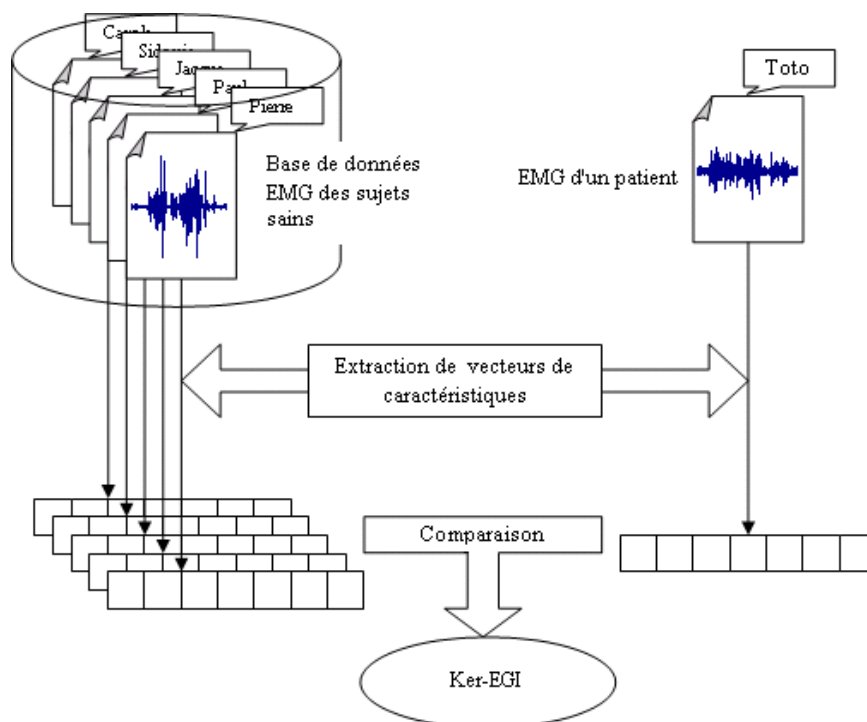 Toto
Pierre
Base de données
EMG des sujets
sains
EMG d'un patient
Extraction de vecteurs de
caractéristiques
Comparaison
Ker-EGI